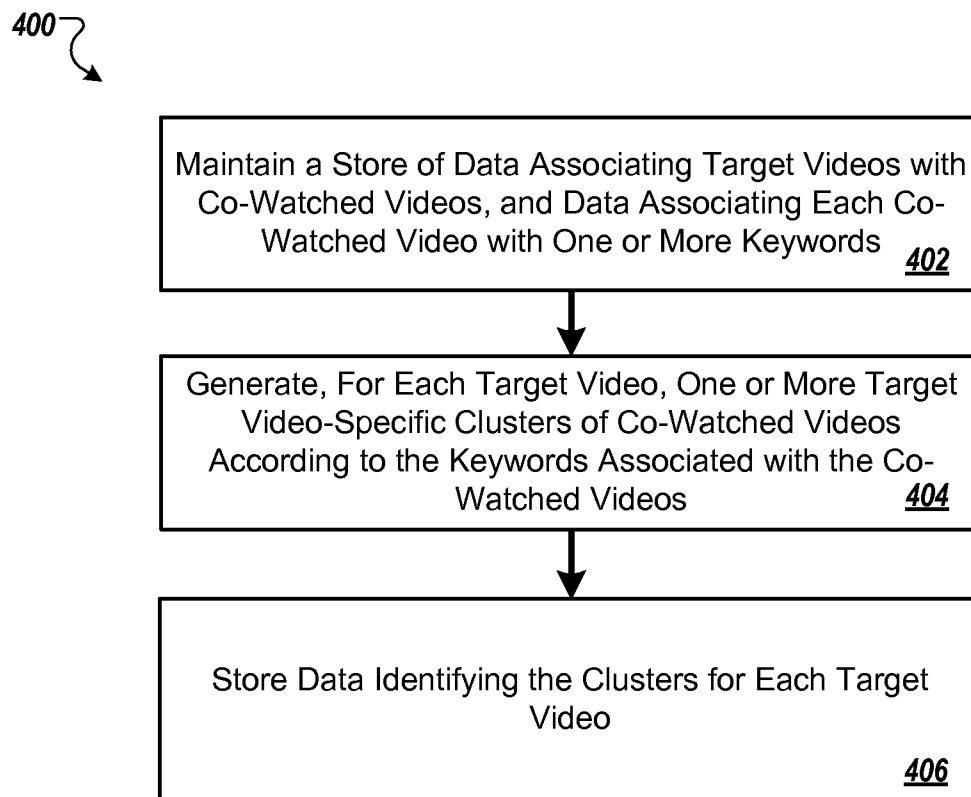 400
Maintain a Store of Data Associating Target Videos with
Co-Watched Videos, and Data Associating Each Co-
Watched Video with One or More Keywords
402
Generate, For Each Target Video, One or More Target
Video-Specific Clusters of Co-Watched Videos
According to the Keywords Associated with the Co-
Watched Videos
404
Store Data Identifying the Clusters for Each Target
Video
406